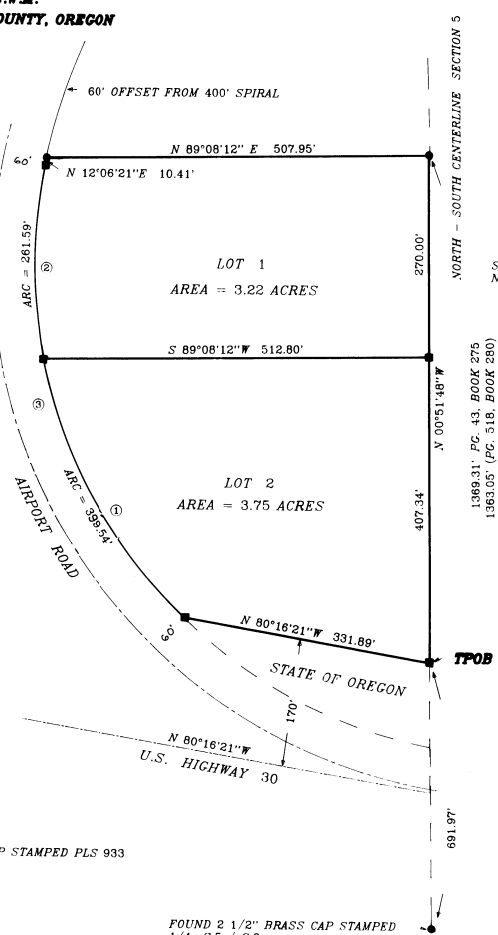 OUNTY, OREGON
60' OFFSET FROM 400' SPIRAL
NORTH - SOUTH CENTERLINE SECTION 5
60'
N 89°08'12" E 507.95'
N 12°06'21"E 10.41'
ARC = 261.59'
②
LOT 1
AREA = 3.22 ACRES
270.00'
S 89°08'12"W 512.80'
③
N 00°51'48"W
1369.31' PG. 43, BOOK 275
1363.05' (PG. 518, BOOK 280)
LOT 2
AREA = 3.75 ACRES
ARC = 399.54'
①
407.34'
AIRPORT ROAD
60'
N 80°16'21"W 331.89'
TPOB
STATE OF OREGON
170'
N 80°16'21"W
U.S. HIGHWAY 30
691.97'
P STAMPED PLS 933
FOUND 2 1/2" BRASS CAP STAMPED